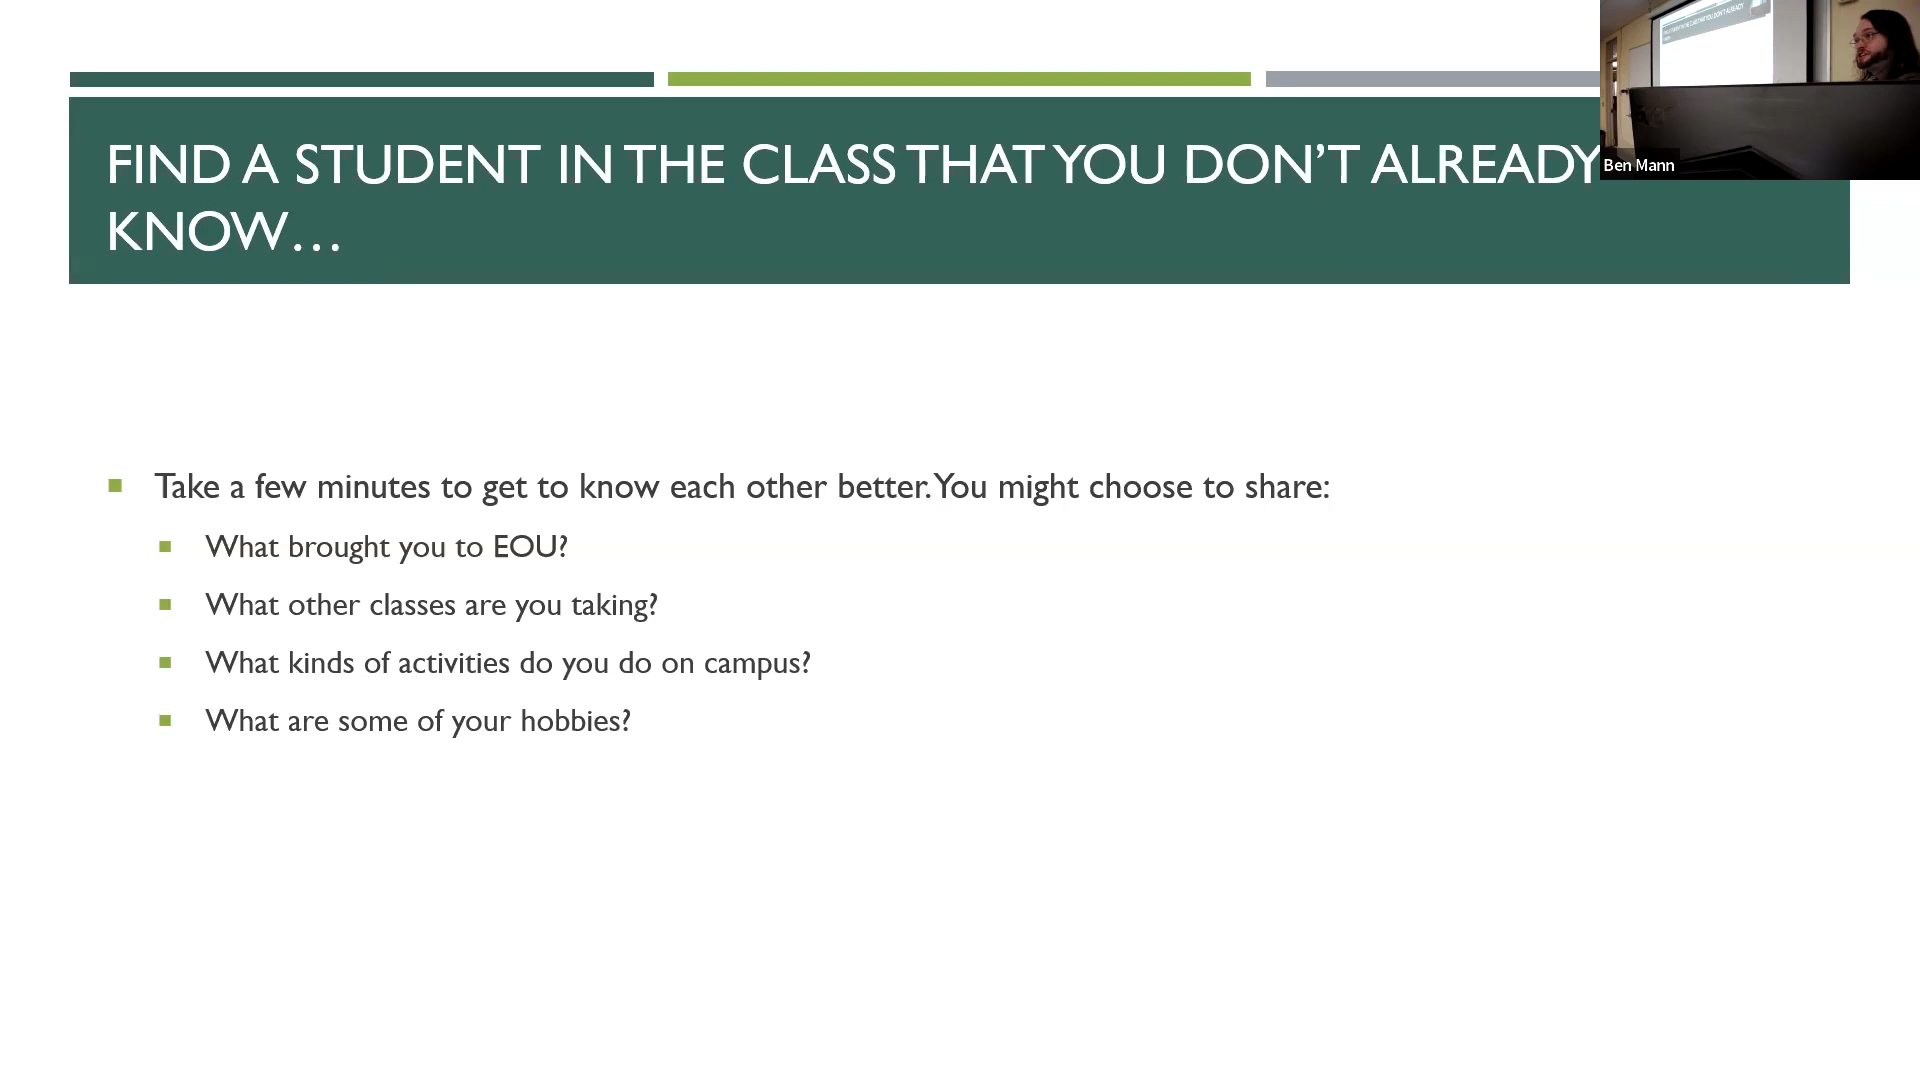 FIND A STUDENT IN THE CLASS THAT YOU DON'T ALREADY
KNOW…
Ben Mann
Take a few minutes to get to know each other better. You might choose to share:
What brought you to EOU?
What other classes are you taking?
What kinds of activities do you do on campus?
What are some of your hobbies?